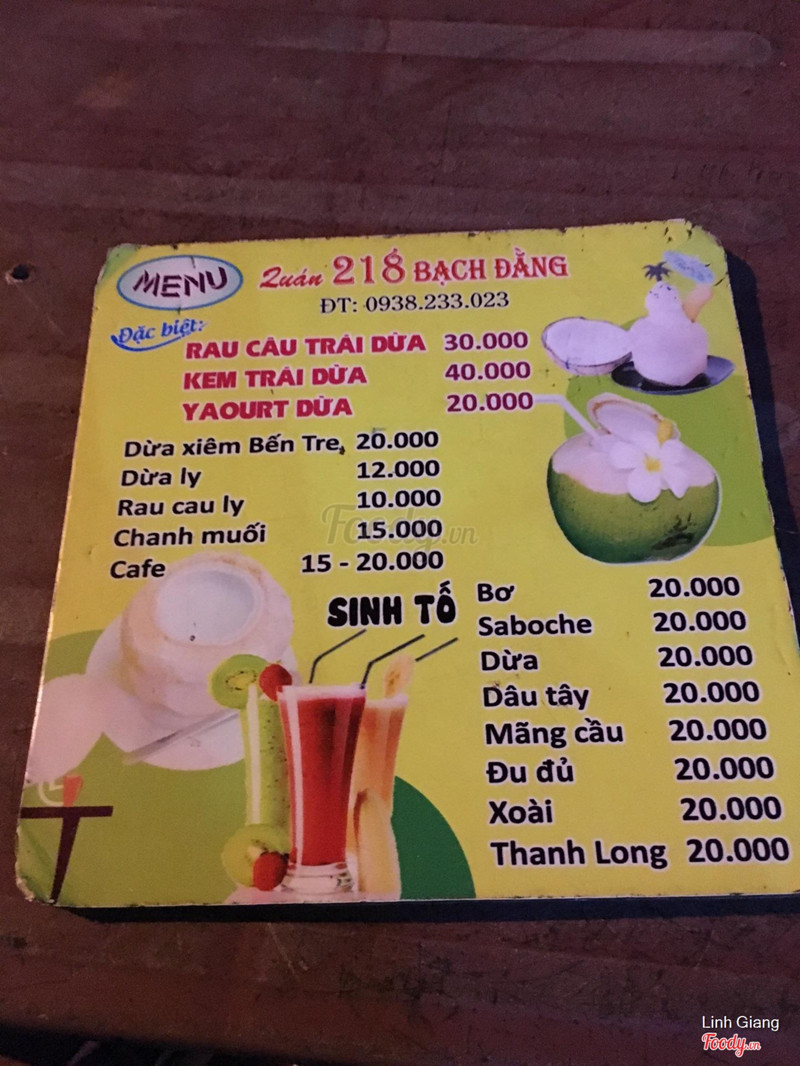 MENU
Quán 218 BẠCH ĐẰNG
ĐT: 0938.233.023
Đặc biệt:
RAU CÂU TRÁI DỪA 30.000
KEM TRÁI DỪA 40.000
YAOURT DỪA 20.000
Dừa xiêm Bến Tre, 20.000
Dừa ly 12.000
Rau cau ly 10.000
Chanh muối 15.000
Cafe 15 - 20.000
SINH TỐ
Bơ 20.000
Saboche 20.000
Dừa 20.000
Dâu tây 20.000
Mãng cầu 20.000
Đu đủ 20.000
Xoài 20.000
Thanh Long 20.000
Foody.vn
Linh Giang
Foody.vn